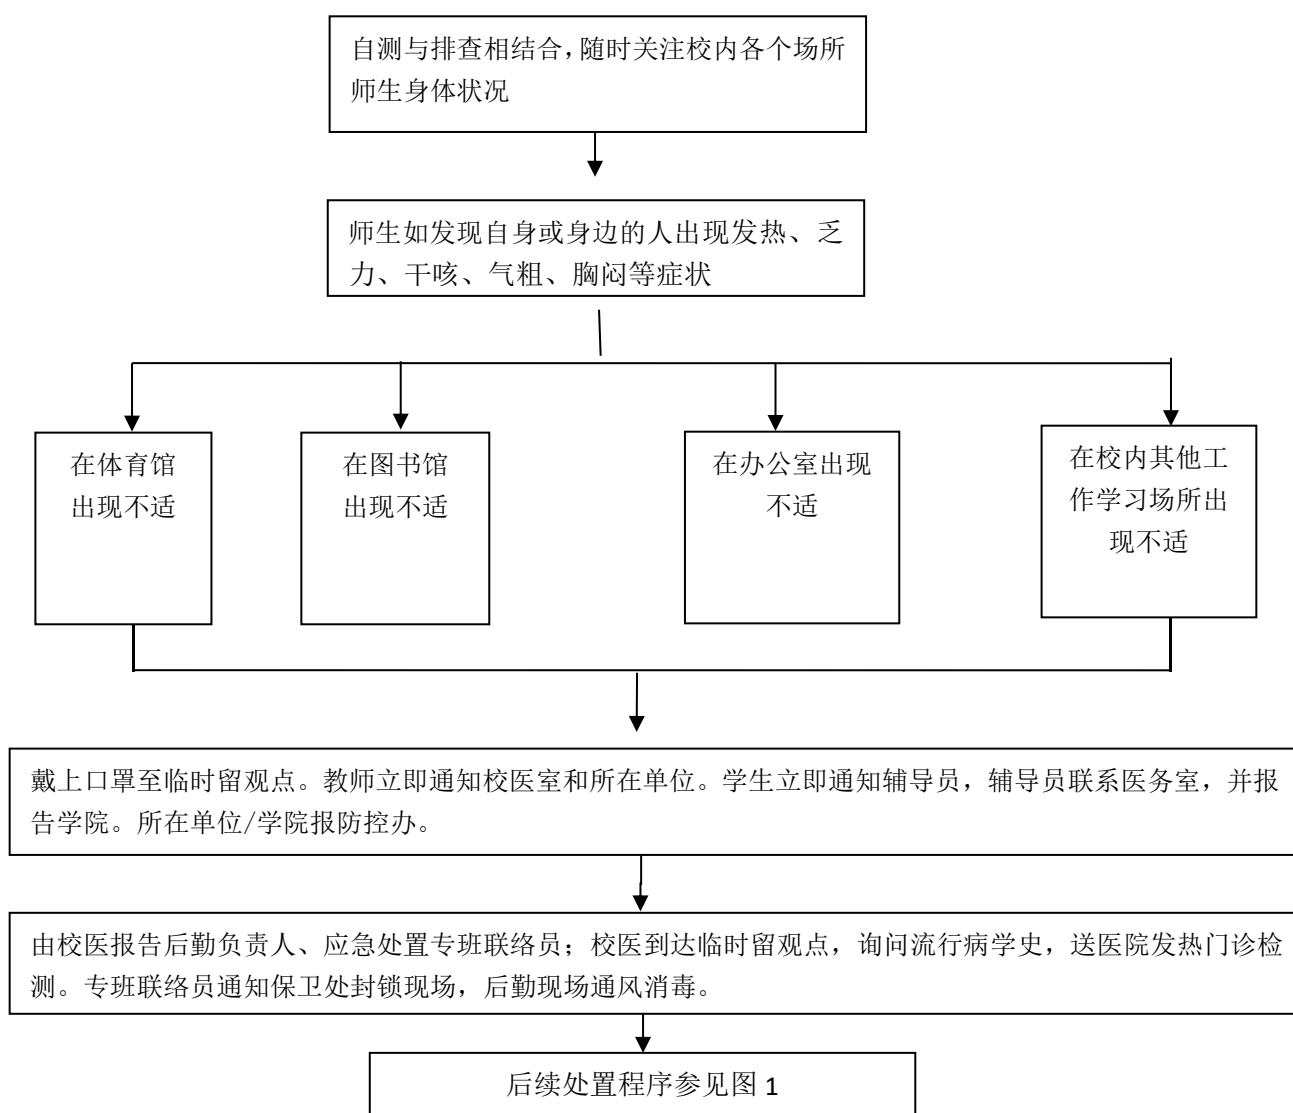 自测与排查相结合，随时关注校内各个场所
师生身体状况
师生如发现自身或身边的人出现发热、乏
力、干咳、气粗、胸闷等症状
在体育馆
出现不适
在图书馆
出现不适
在办公室出现
不适
在校内其他工
作学习场所出
现不适
戴上口罩至临时留观点。教师立即通知校医室和所在单位。学生立即通知辅导员，辅导员联系医务室，并报
告学院。所在单位/学院报防控办。
由校医报告后勤负责人、应急处置专班联络员；校医到达临时留观点，询问流行病学史，送医院发热门诊检
测。专班联络员通知保卫处封锁现场，后勤现场通风消毒。
后续处置程序参见图 1